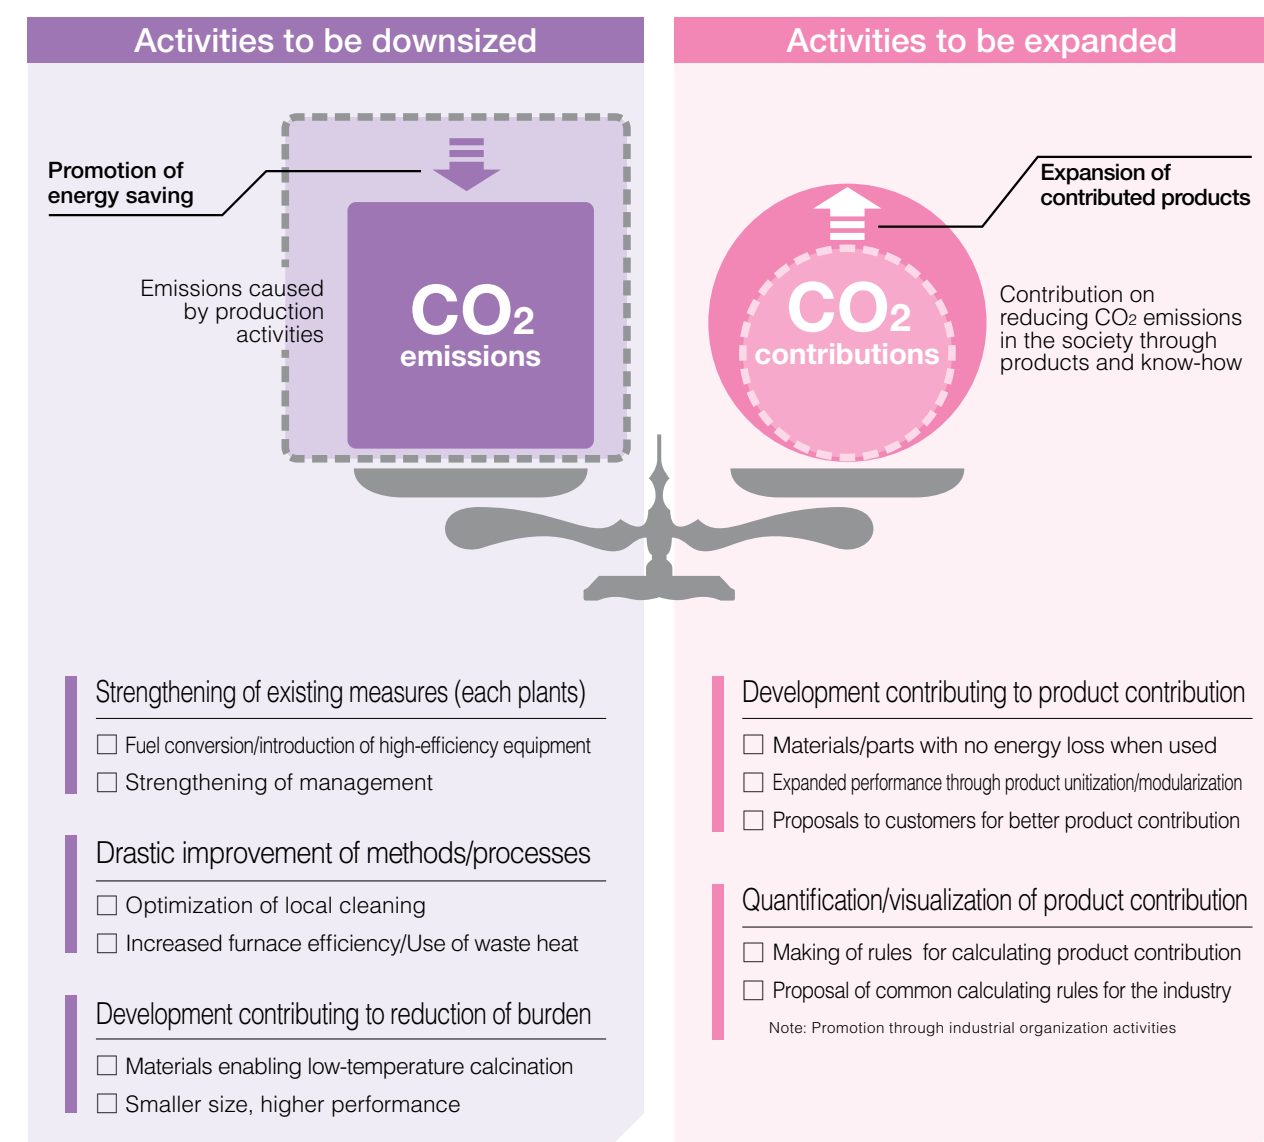 Activities to be downsized
Promotion of
energy saving
Emissions caused
by production
activities
CO2
emissions
Strengthening of existing measures (each plants)
□ Fuel conversion/introduction of high-efficiency equipment
□ Strengthening of management
Drastic improvement of methods/processes
□ Optimization of local cleaning
□ Increased furnace efficiency/Use of waste heat
Development contributing to reduction of burden
□ Materials enabling low-temperature calcination
□ Smaller size, higher performance
Activities to be expanded
Expansion of
contributed products
CO2
contributions
Contribution on
reducing CO2 emissions
in the society through
products and know-how
Development contributing to product contribution
□ Materials/parts with no energy loss when used
□ Expanded performance through product unitization/modularization
□ Proposals to customers for better product contribution
Quantification/visualization of product contribution
□ Making of rules for calculating product contribution
□ Proposal of common calculating rules for the industry
Note: Promotion through industrial organization activities